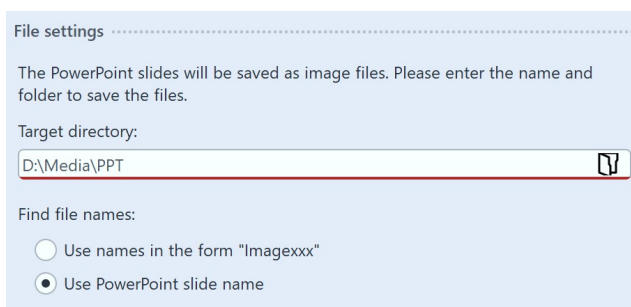 File settings
The PowerPoint slides will be saved as image files. Please enter the name and
folder to save the files.
Target directory:
D:\Media\PPT
Find file names:
Use names in the form "Imagexxx"
Use PowerPoint slide name